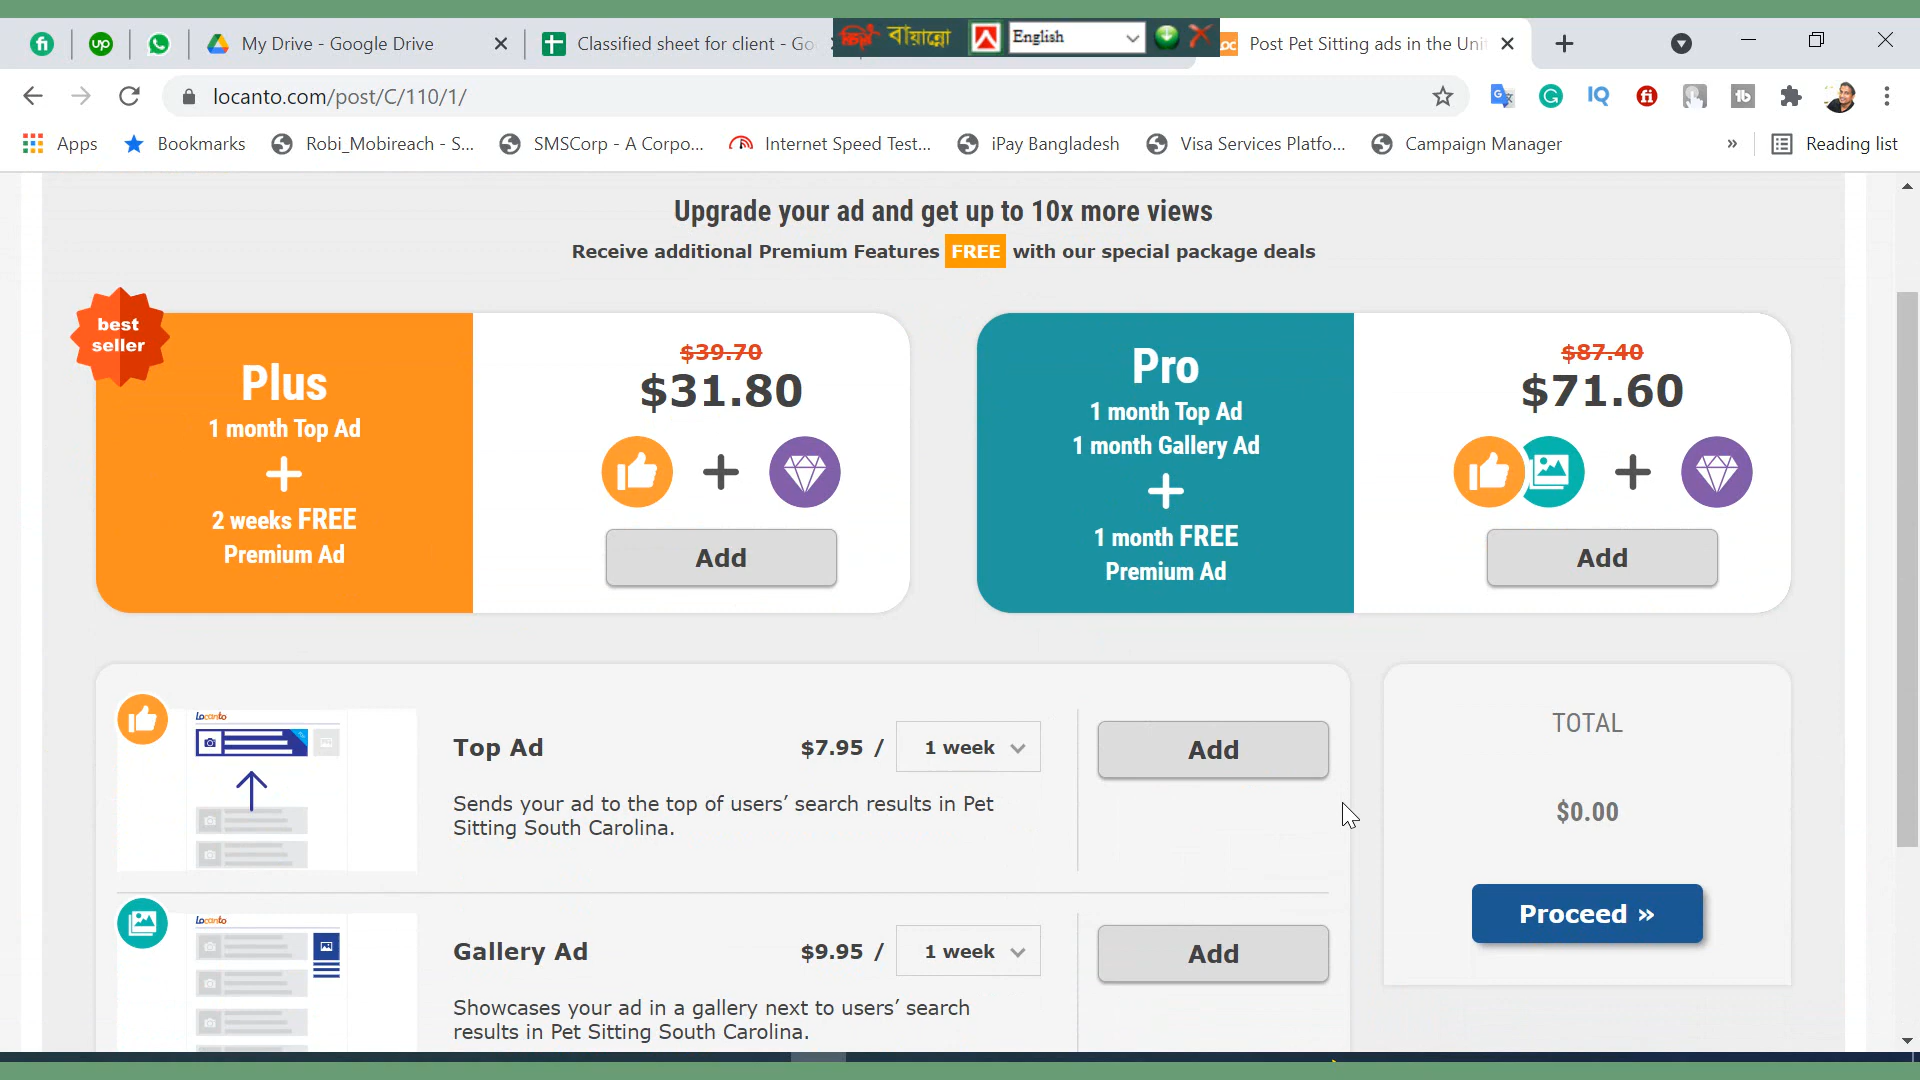 fi
up
My Drive - Google Drive
Classified sheet for client - Go
বায়ান্নো
English
Post Pet Sitting ads in the Uni
locanto.com/post/C/110/1/
Apps
Bookmarks
Robi_Mobireach - S...
SMSCorp - A Corpo...
Internet Speed Test...
iPay Bangladesh
Visa Services Platfo...
Campaign Manager
»
Reading list
Upgrade your ad and get up to 10x more views
Receive additional Premium Features FREE with our special package deals
best
seller
Plus
1 month Top Ad
+
2 weeks FREE
Premium Ad
$39.70
$31.80
+
Add
Pro
1 month Top Ad
1 month Gallery Ad
+
1 month FREE
Premium Ad
$87.40
$71.60
+
Add
Locanto
Top Ad
$7.95 /
1 week
Add
Sends your ad to the top of users’ search results in Pet
Sitting South Carolina.
TOTAL
$0.00
Proceed »
Locanto
Gallery Ad
$9.95 /
1 week
Add
Showcases your ad in a gallery next to users’ search
results in Pet Sitting South Carolina.